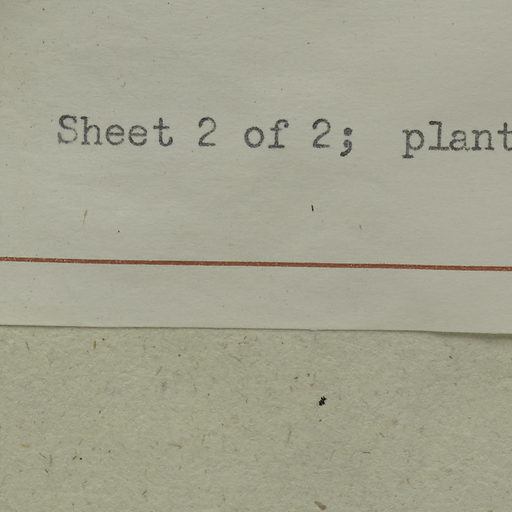 Sheet 2 of 2; plant